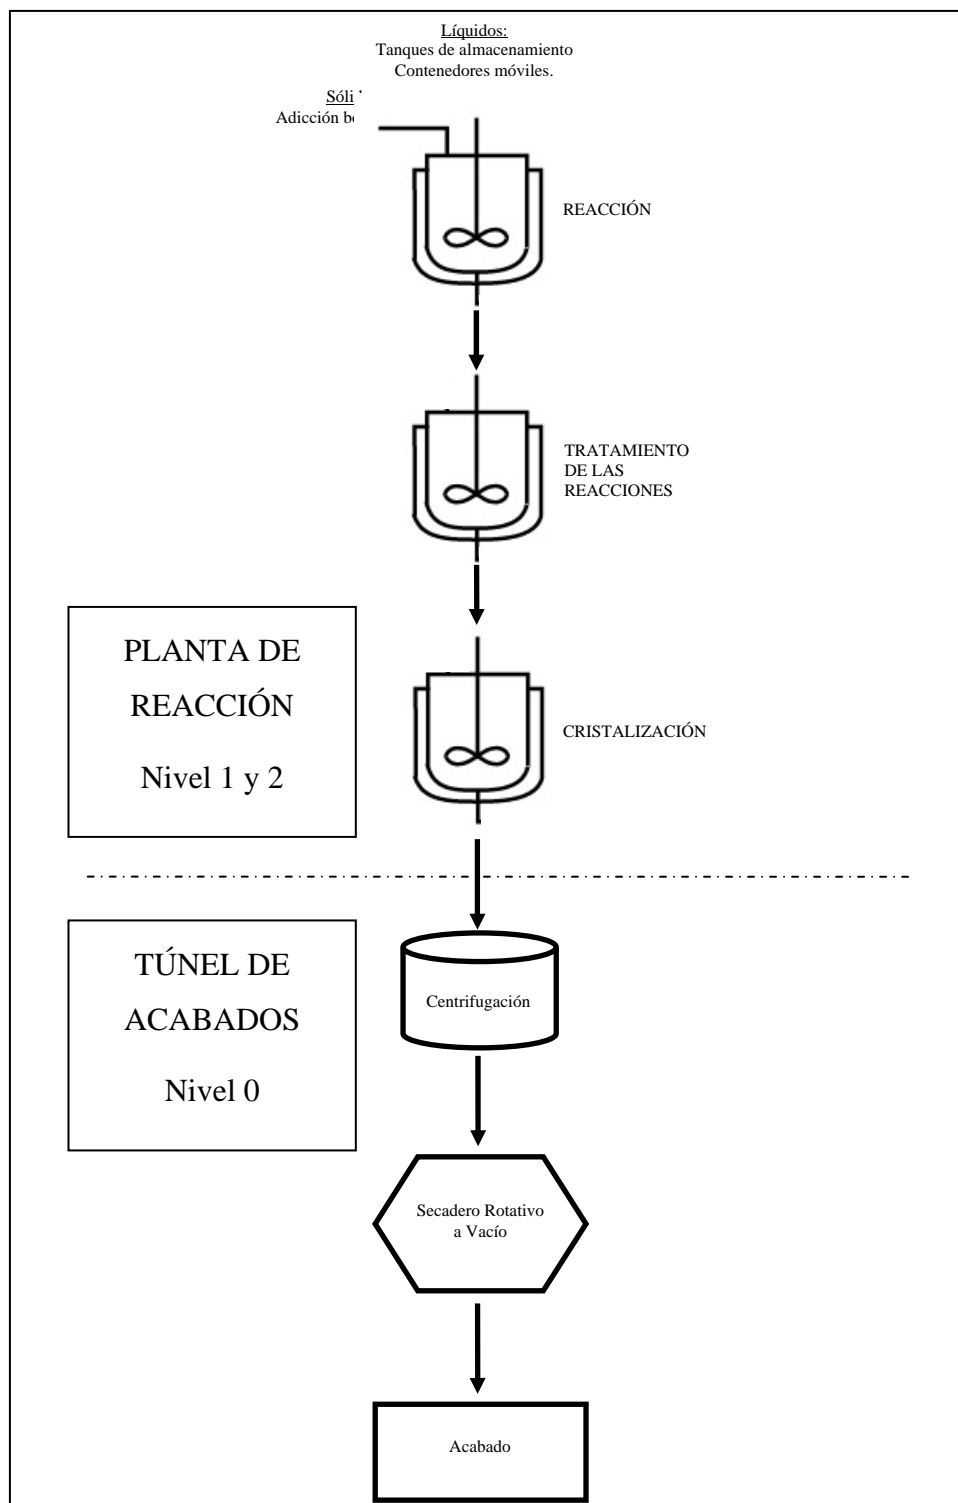 Líquidos:
Tanques de almacenamiento
Contenedores móviles.
Adicción
REACCIÓN
TRATAMIENTO
DE LAS
REACCIONES
PLANTA DE
REACCIÓN
Nivel 1 y 2
CRISTALIZACIÓN
TÚNEL DE
ACABADOS
Nivel 0
Centrifugación
Secadero Rotativo
a Vacío
Acabado